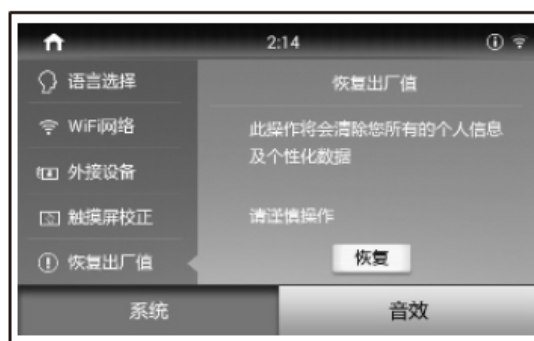 2:14
语言选择
WiFi网络
外接设备
触摸屏校正
恢复出厂值
恢复出厂值
此操作将会清除您所有的个人信息
及个性化数据
请谨慎操作
恢复
系统
音效